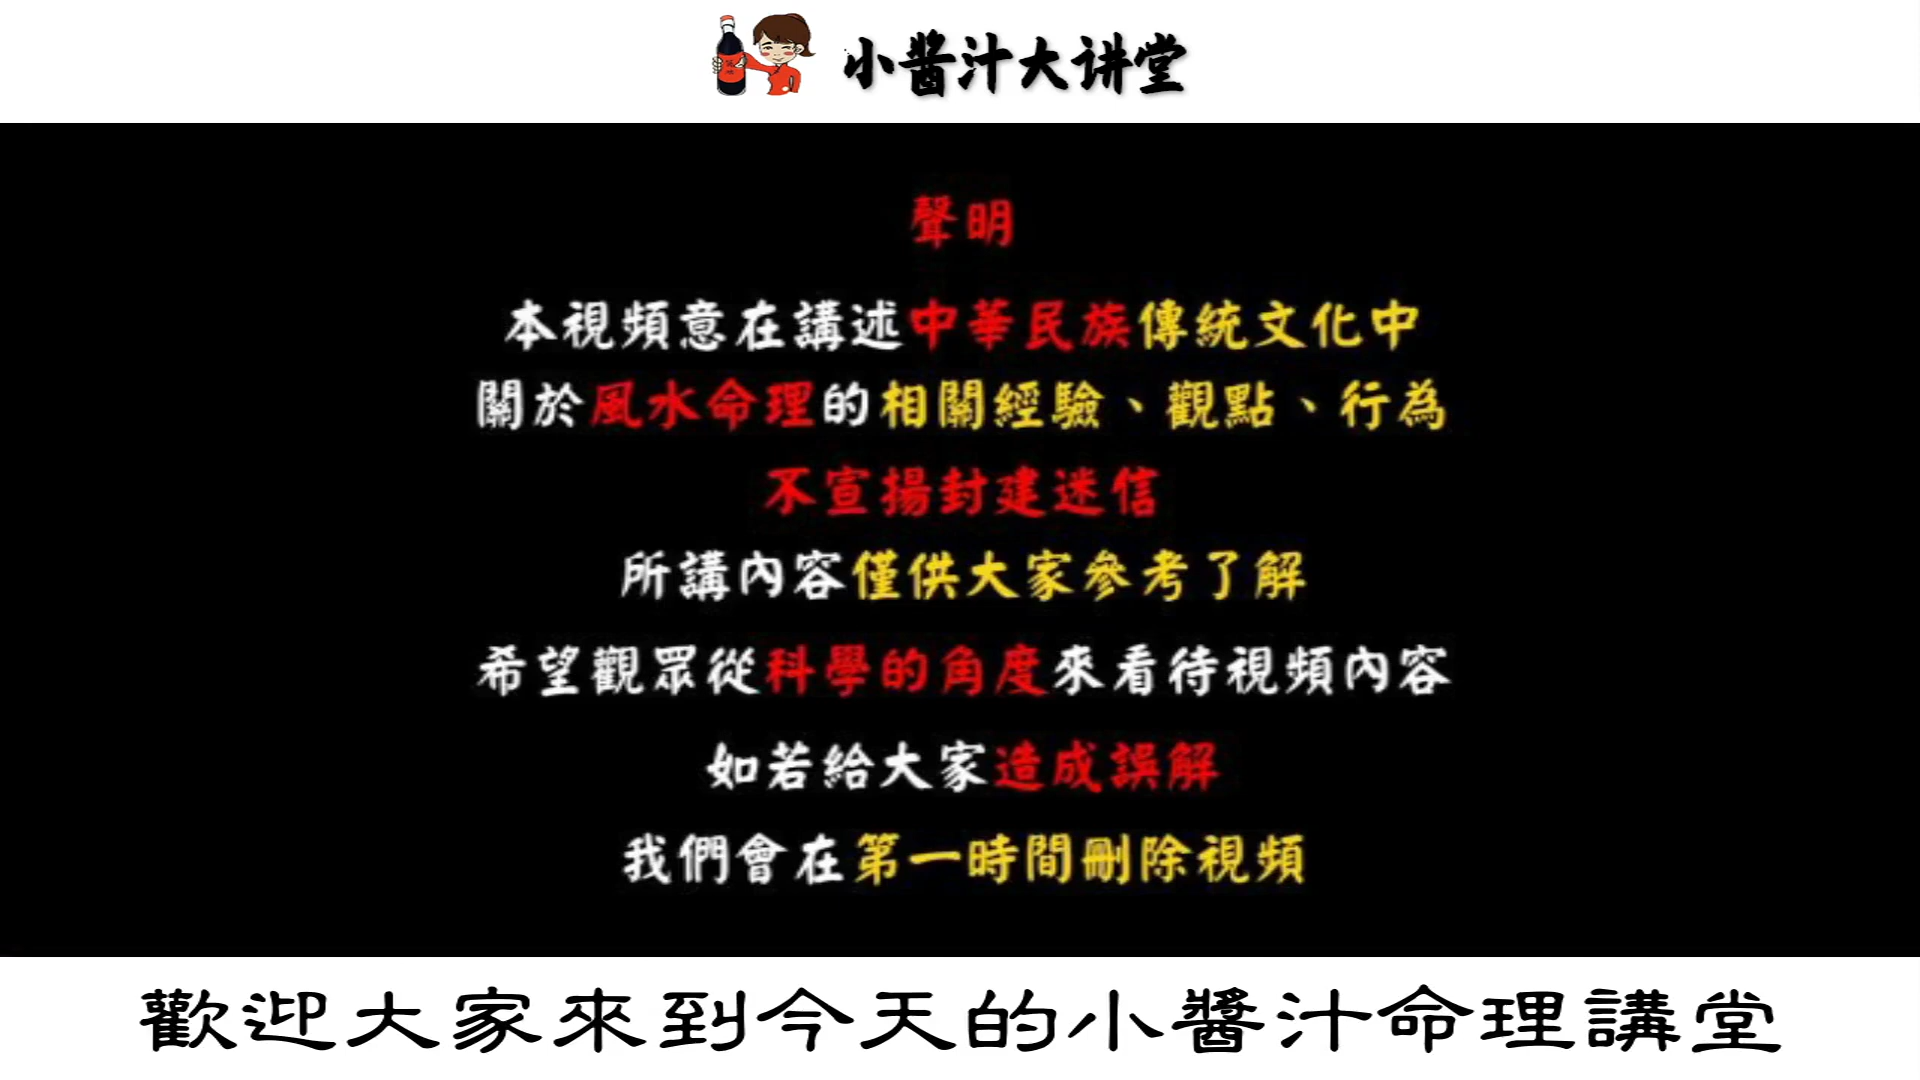 小酱汁大讲堂
聲明
本視頻意在講述中華民族傳統文化中
關於風水命理的相關經驗、觀點、行為
不宣揚封建迷信
所講內容僅供大家參考了解
希望觀眾從科學的角度來看待視頻內容
如若給大家造成誤解
我們會在第一時間刪除視頻
歡迎大家來到今天的小醬汁命理講堂